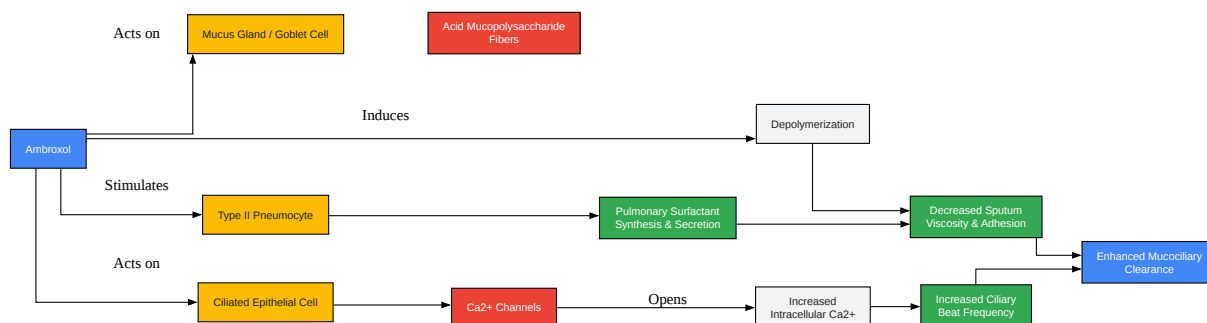 Acts on
Mucus Gland / Goblet Cell
Acid Mucopolysaccharide
Fibers
Induces
Depolymerization
Ambroxol
Stimulates
Type II Pneumocyte
Pulmonary Surfactant
Synthesis & Secretion
Decreased Sputum
Viscosity & Adhesion
Acts on
Enhanced Mucociliary
Clearance
Ciliated Epithelial Cell
Ca2+ Channels
Opens
Increased
Intracellular Ca2+
Increased Ciliary
Beat Frequency